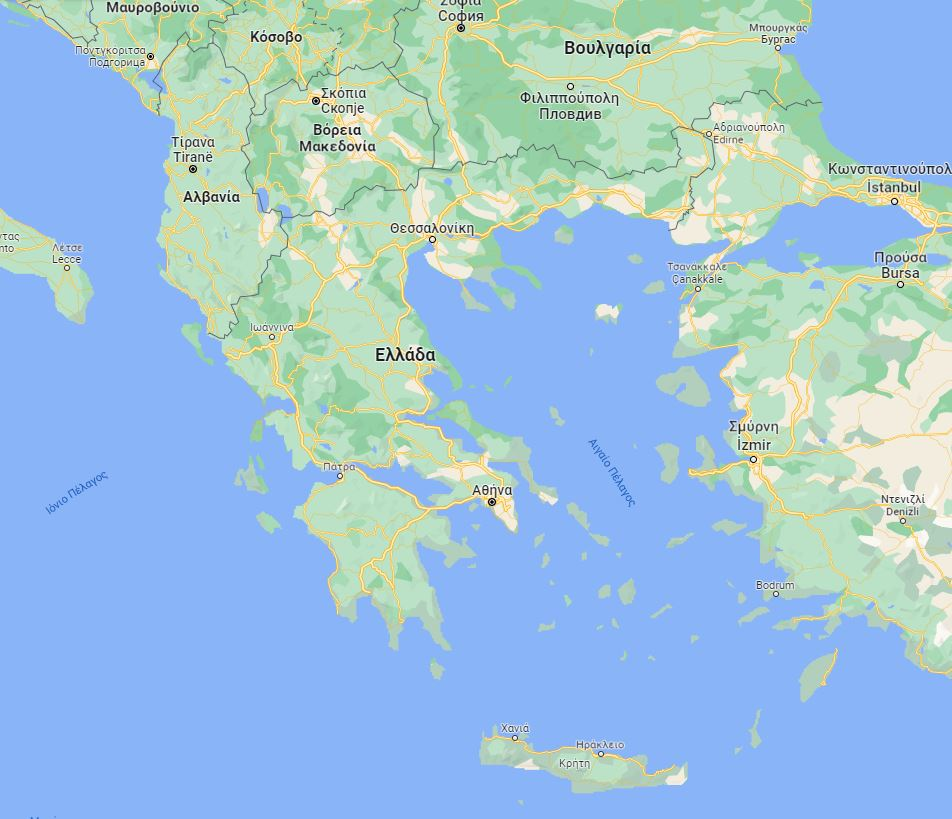 Μαυροβούνιο
Κόσοβο
Σόφια
София
Βουλγαρία
Μπουργκάς
Бургас
Ποντγκορίτσα
Подгорица
Σκόπια
Скопје
Φιλιππούπολη
Пловдив
Βόρεια
Μακεδονία
Αδριανούπολη
Edirne
Τίρανα
Tiranë
Κωνσταντινούπολ
İstanbul
Αλβανία
Θεσσαλονίκη
Λέτσε
Lecce
Τσανάκκαλε
Çanakkale
Προύσα
Bursa
Ιωάννινα
Ελλάδα
Σμύρνη
İzmir
Αιγαίο Πέλαγος
Πάτρα
Ιόνιο Πέλαγος
Αθήνα
Ντενιζλί
Denizli
Bodrum
Χανιά
Ηράκλειο
Κρήτη